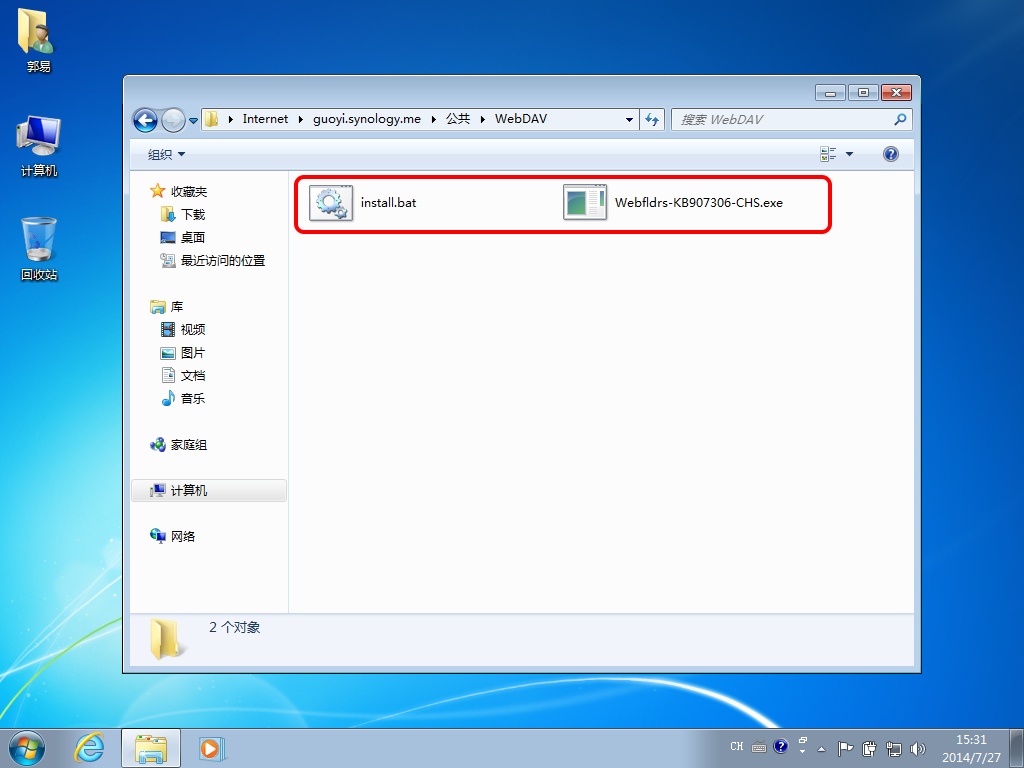 郭易
计算机
回收站
Internet guoyi.synology.me 公共 WebDAV
搜索 WebDAV
组织
收藏夹
下载
桌面
最近访问的位置
库
视频
图片
文档
音乐
家庭组
计算机
网络
install.bat
Webfldrs-KB907306-CHS.exe
2 个对象
CH
15:31
2014/7/27